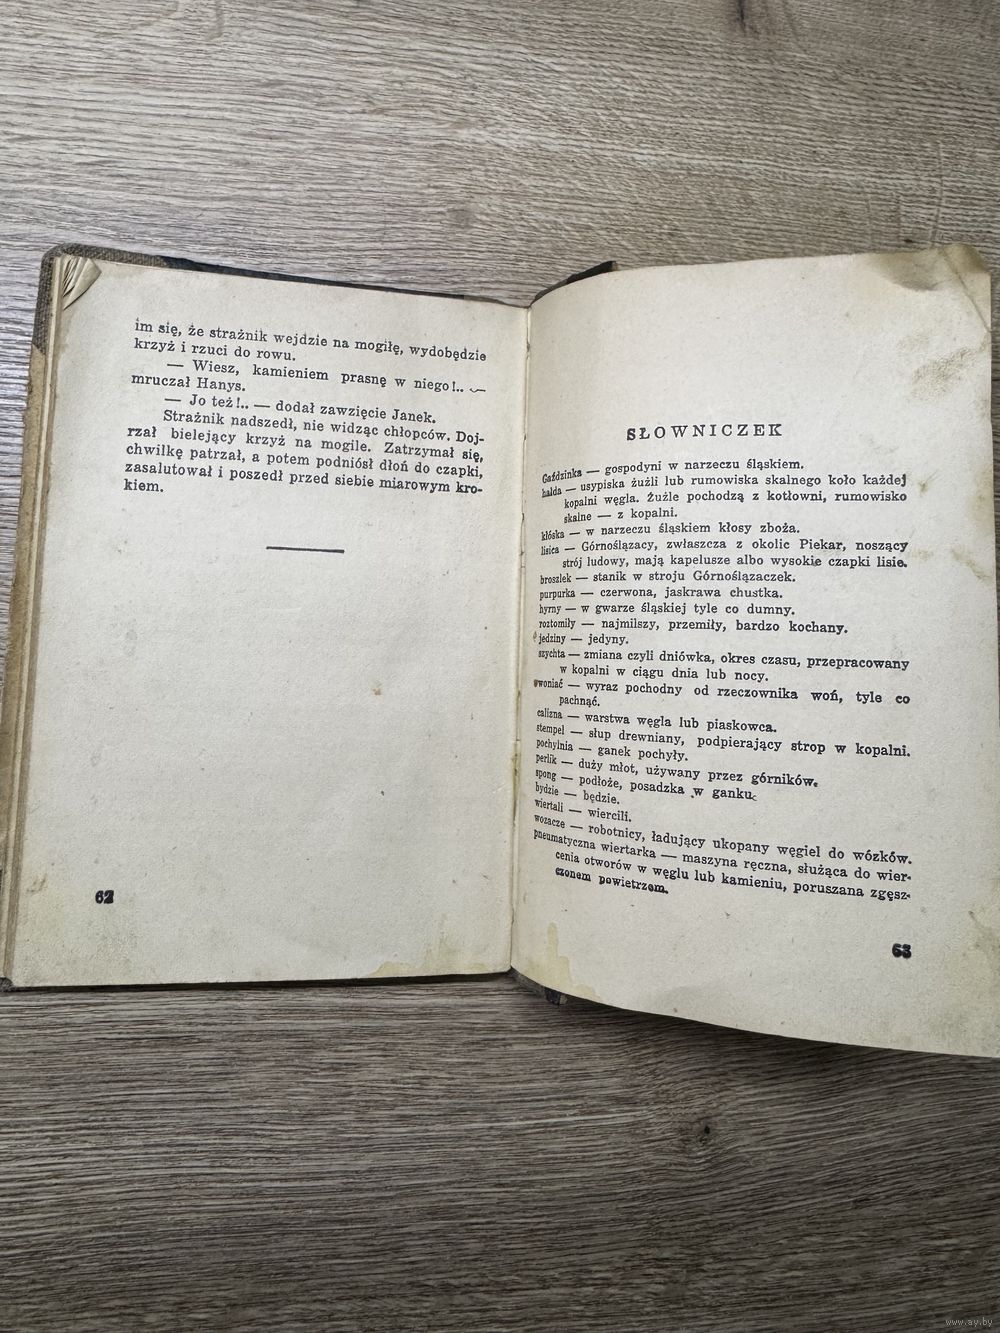 im się, że strażnik wejdzie na mogiłę, wydobędzie
krzyż i rzuci do rowu.
— Wiesz, kamieniem prasnę w niego!.. —
mruczał Hanys.
— Jo też!.. — dodał zawzięcie Janek.
Strażnik nadszedł, nie widząc chłopców. Doj-
rzał bielejący krzyż na mogile. Zatrzymał się,
chwilkę patrzał, a potem podniósł dłoń do czapki,
zasalutował i poszedł przed siebie miarowym kro-
kiem.
62
SŁOWNICZEK
Gaździnka — gospodyni w narzeczu śląskiem.
halda — usypiska żużli lub rumowiska skalnego koło każdej
kopalni węgla. Żużle pochodzą z kotłowni, rumowisko
skalne — z kopalni.
kłóska — w narzeczu śląskiem kłosy zboża.
lisica — Górnoślązacy, zwłaszcza z okolic Piekar, noszący
strój ludowy, mają kapelusze albo wysokie czapki lisie.
broszlek — stanik w stroju Górnoślązaczek.
purpurka — czerwona, jaskrawa chustka.
hyrny — w gwarze śląskiej tyle co dumny.
roztomiły — najmilszy, przemiły, bardzo kochany.
jedziny — jedyny.
szychta — zmiana czyli dniówka, okres czasu, przepracowany
w kopalni w ciągu dnia lub nocy.
woniać — wyraz pochodny od rzeczownika woń, tyle co
pachnąć.
calizna — warstwa węgla lub piaskowca.
stempel — słup drewniany, podpierający strop w kopalni.
pochylnia — ganek pochyły.
perlik — duży młot, używany przez górników.
spong — podłoże, posadzka w ganku.
bydzie — będzie.
wiertali — wiercili.
wozacze — robotnicy, ładujący ukopany węgiel do wózków.
pneumatyczna wiertarka — maszyna ręczna, służąca do wier-
cenia otworów w węglu lub kamieniu, poruszana zgęsz-
czonem powietrzem.
63
www.ay.by